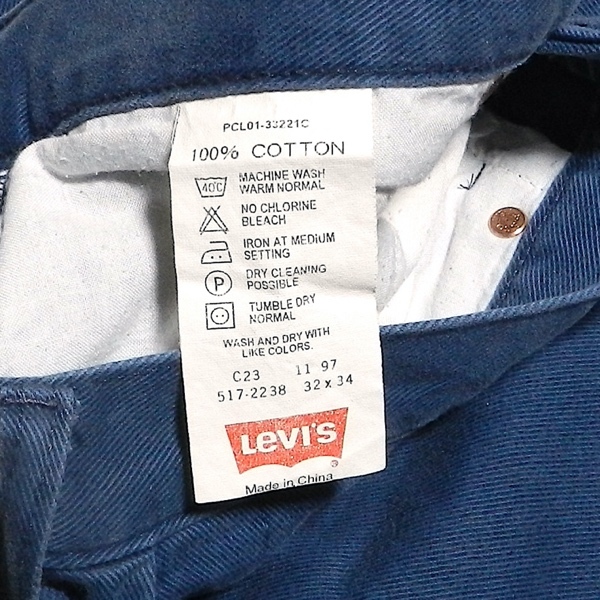 PCL01-33221C
100% COTTON
40C
MACHINE WASH
WARM NORMAL
NO CHLORINE
BLEACH
IRON AT MEDIUM
SETTING
P
DRY CLEANING
POSSIBLE
TUMBLE DRY
NORMAL
WASH AND DRY WITH
LIKE COLORS.
C23 11 97
517-2238 32 x 34
LEVI'S
®
Made in China